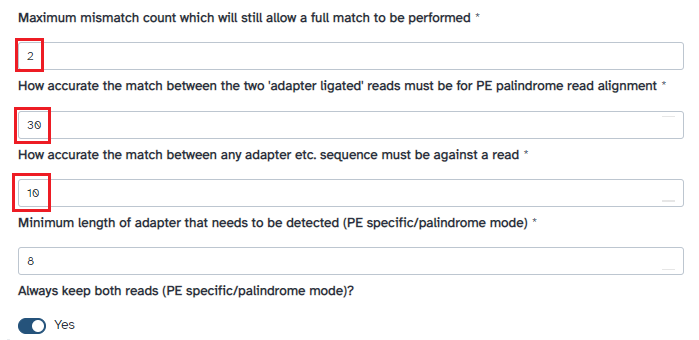 Maximum mismatch count which will still allow a full match to be performed *
2
How accurate the match between the two 'adapter ligated' reads must be for PE palindrome read alignment *
30
How accurate the match between any adapter etc. sequence must be against a read *
10
Minimum length of adapter that needs to be detected (PE specific/palindrome mode) *
8
Always keep both reads (PE specific/palindrome mode)?
Yes